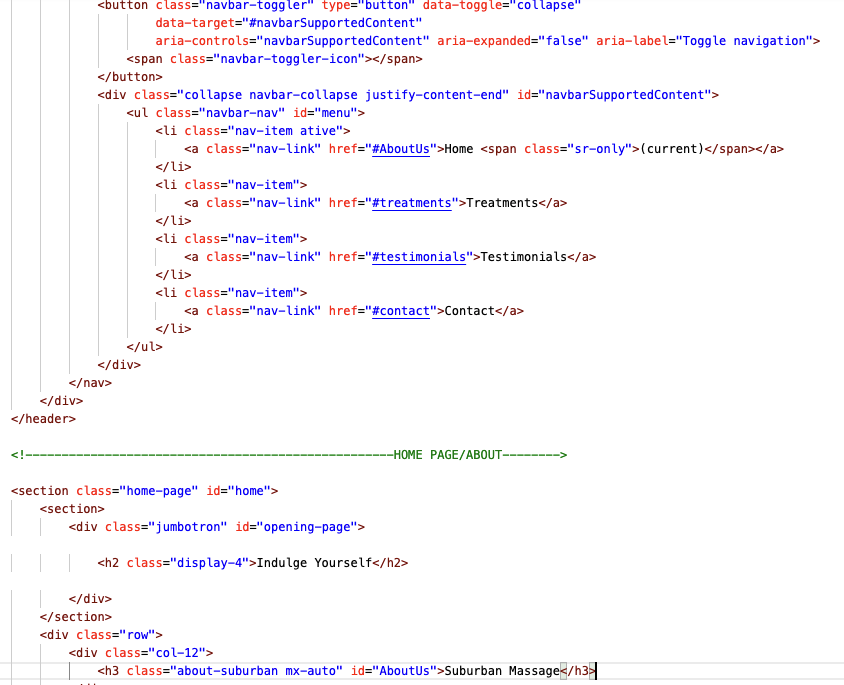 <button class="navbar-toggler" type="button" data-toggle="collapse"
data-target="#navbarSupportedContent"
aria-controls="navbarSupportedContent" aria-expanded="false" aria-label="Toggle navigation">
<span class="navbar-toggler-icon"></span>
</button>
<div class="collapse navbar-collapse justify-content-end" id="navbarSupportedContent">
<ul class="navbar-nav" id="menu">
<li class="nav-item ative">
<a class="nav-link" href="#AboutUs">Home <span class="sr-only">(current)</span></a>
</li>
<li class="nav-item">
<a class="nav-link" href="#treatments">Treatments</a>
</li>
<li class="nav-item">
<a class="nav-link" href="#testimonials">Testimonials</a>
</li>
<li class="nav-item">
<a class="nav-link" href="#contact">Contact</a>
</li>
</ul>
</div>
</nav>
</div>
</header>
<!---------------------------------------------------HOME PAGE/ABOUT-------->
<section class="home-page" id="home">
<section>
<div class="jumbotron" id="opening-page">
<h2 class="display-4">Indulge Yourself</h2>
</div>
</section>
<div class="row">
<div class="col-12">
<h3 class="about-suburban mx-auto" id="AboutUs">Suburban Massage</h3>